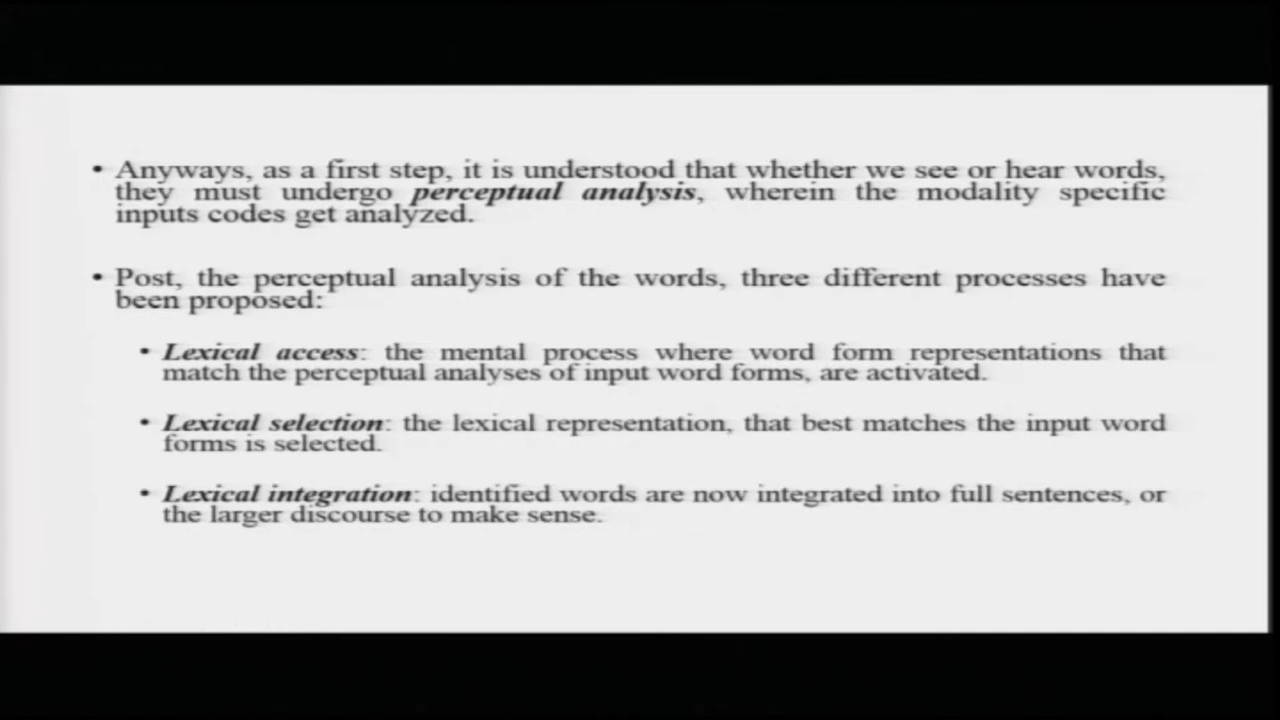 • Anyways, as a first step, it is understood that whether we see or hear words,
they must undergo perceptual analysis, wherein the modality specific
inputs codes get analyzed.
• Post, the perceptual analysis of the words, three different processes have
been proposed:
• Lexical access: the mental process where word form representations that
match the perceptual analyses of input word forms, are activated.
• Lexical selection: the lexical representation, that best matches the input word
forms is selected.
• Lexical integration: identified words are now integrated into full sentences, or
the larger discourse to make sense.